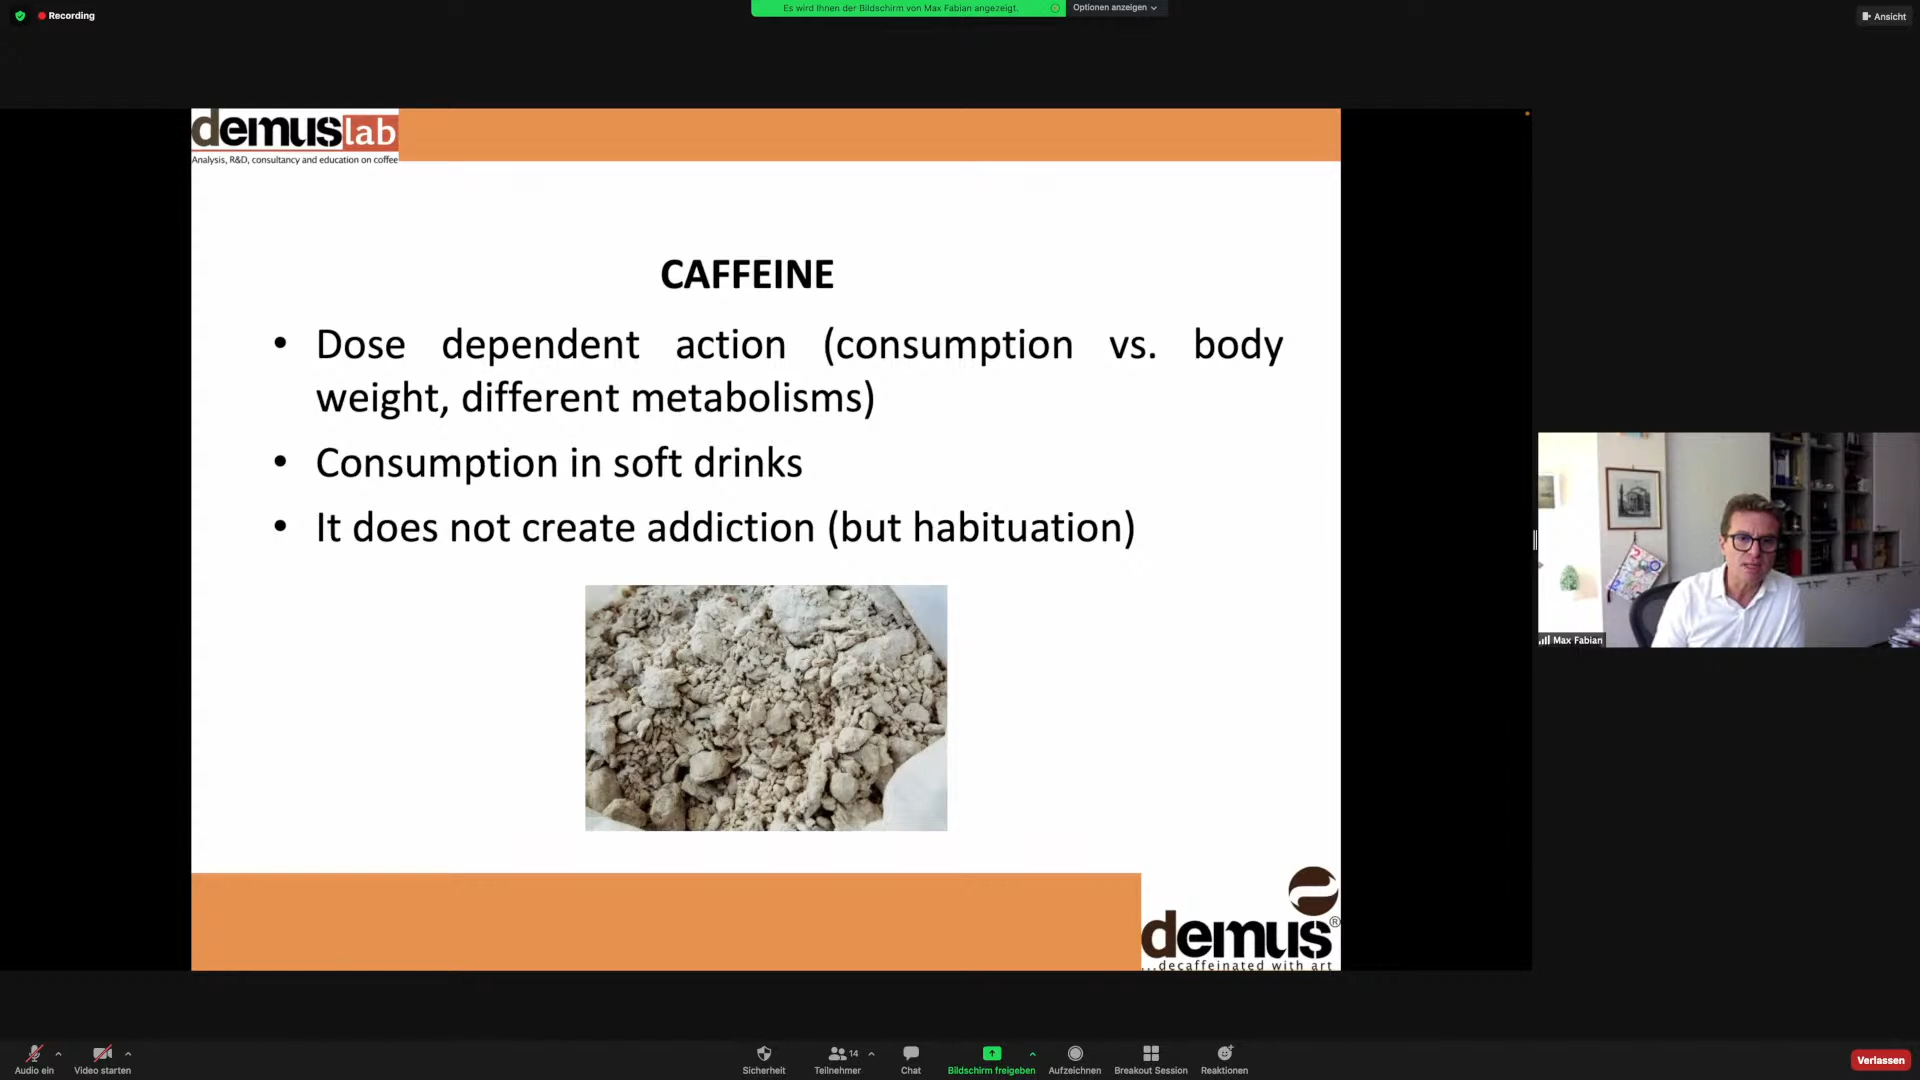 Recording
Es wird Ihnen der Bildschirm von Max Fabian angezeigt.
Optionen anzeigen
Ansicht
demuslab
Analysis, R&D, consultancy and education on coffee
CAFFEINE
• Dose dependent action (consumption vs. body
weight, different metabolisms)
• Consumption in soft drinks
• It does not create addiction (but habituation)
Max Fabian
demus®
...decaffeinated with art
Audio ein
Video starten
Sicherheit
14
Teilnehmer
Chat
Bildschirm freigeben
Aufzeichnen
Breakout Session
Reaktionen
Verlassen